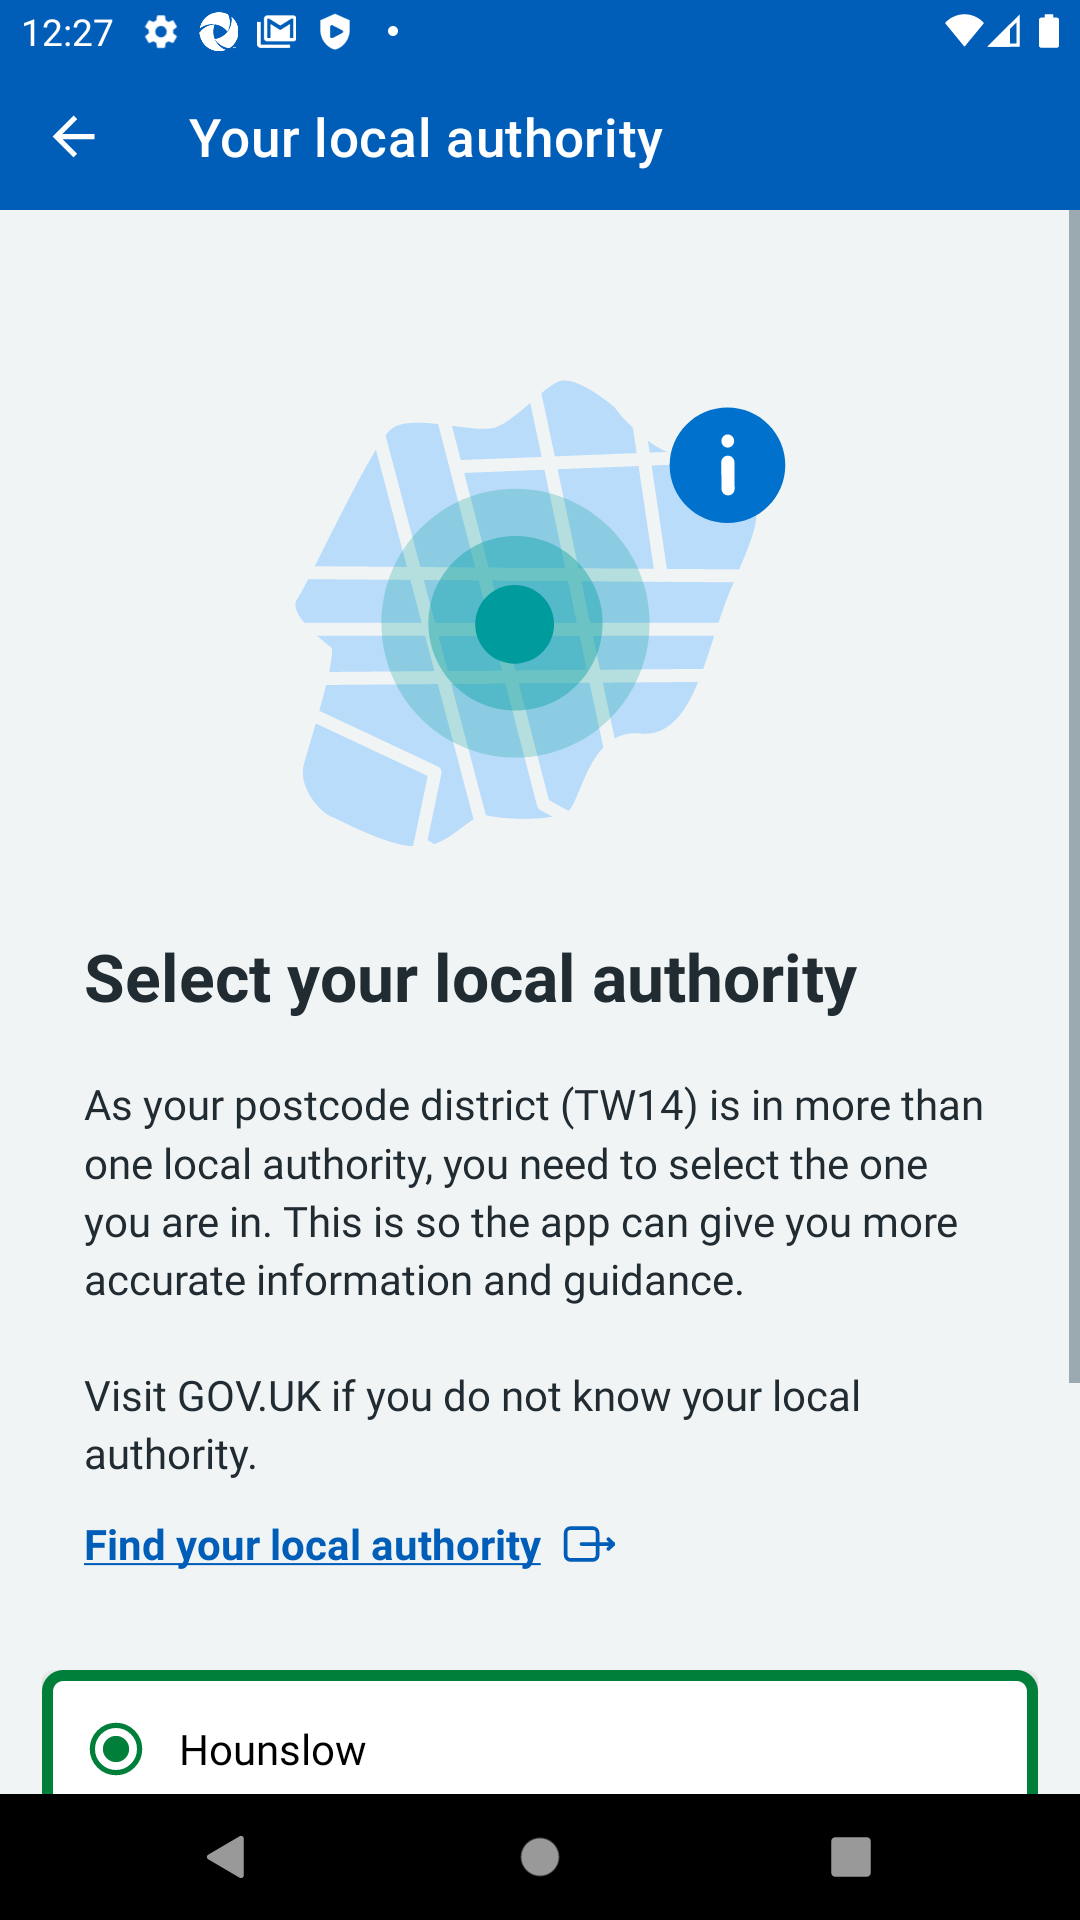 12:27
Your local authority
Select your local authority
As your postcode district (TW14) is in more than
one local authority, you need to select the one
you are in. This is so the app can give you more
accurate information and guidance.
Visit GOV.UK if you do not know your local
authority.
Find your local authority
Hounslow